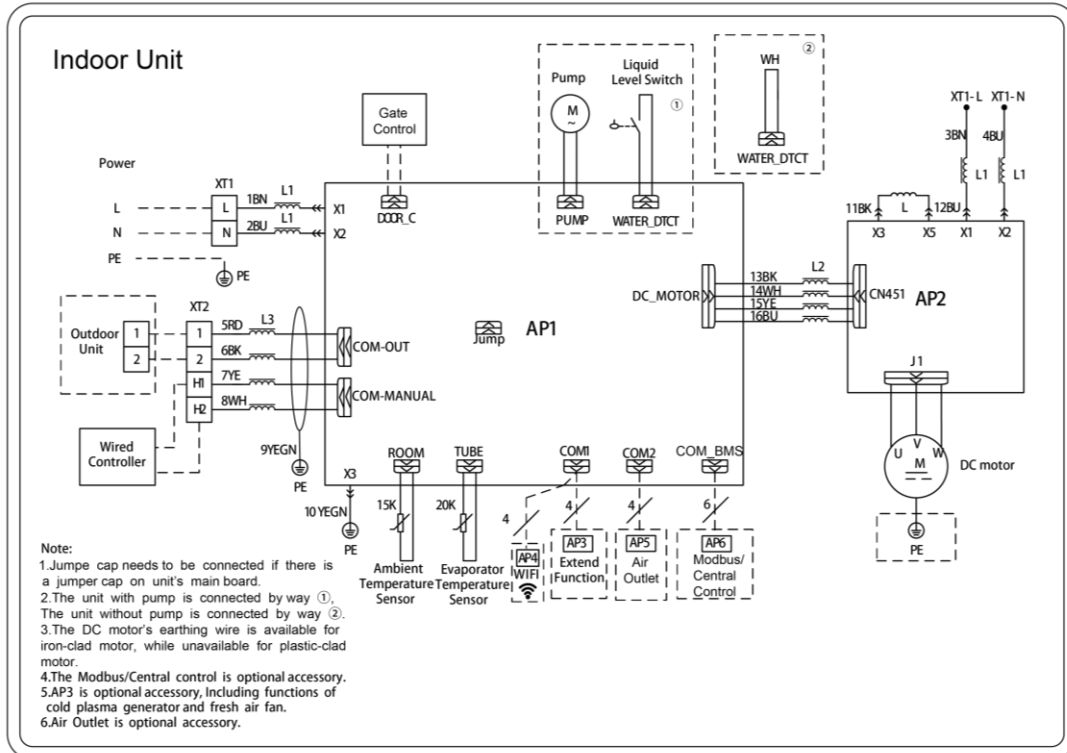 Indoor Unit
Power
L
N
PE
XT1
L
N
1BN
L1
2BU
L1
X1
X2
PE
Gate
Control
DOOR_C
Pump
M
~
PUMP
Liquid
Level Switch
①
WATER_DTCT
②
WH
WATER_DTCT
XT1-L
XT1-N
3BN
4BU
L1
L1
11BK
L
12BU
X3
X5
X1
X2
Outdoor
Unit
1
2
XT2
1
2
H1
H2
5RD
L3
6BK
7YE
8WH
COM-OUT
COM-MANUAL
Wired
Controller
9YEGN
PE
Jump
AP1
DC_MOTOR
13BK
14WH
15YE
16BU
L2
CN451
AP2
J1
U
V
W
M
DC motor
PE
X3
10YEGN
PE
ROOM
15K
Ambient
Temperature
Sensor
TUBE
20K
Evaporator
Temperature
Sensor
COM1
4
AP4
WIFI
4
AP3
Extend
Function
COM2
4
AP5
Air
Outlet
COM_BMS
6
AP6
Modbus/
Central
Control
Note:
1.Jumpe cap needs to be connected if there is
a jumper cap on unit's main board.
2.The unit with pump is connected by way ①,
The unit without pump is connected by way ②.
3.The DC motor's earthing wire is available for
iron-clad motor, while unavailable for plastic-clad
motor.
4.The Modbus/Central control is optional accessory.
5.AP3 is optional accessory, Including functions of
cold plasma generator and fresh air fan.
6.Air Outlet is optional accessory.